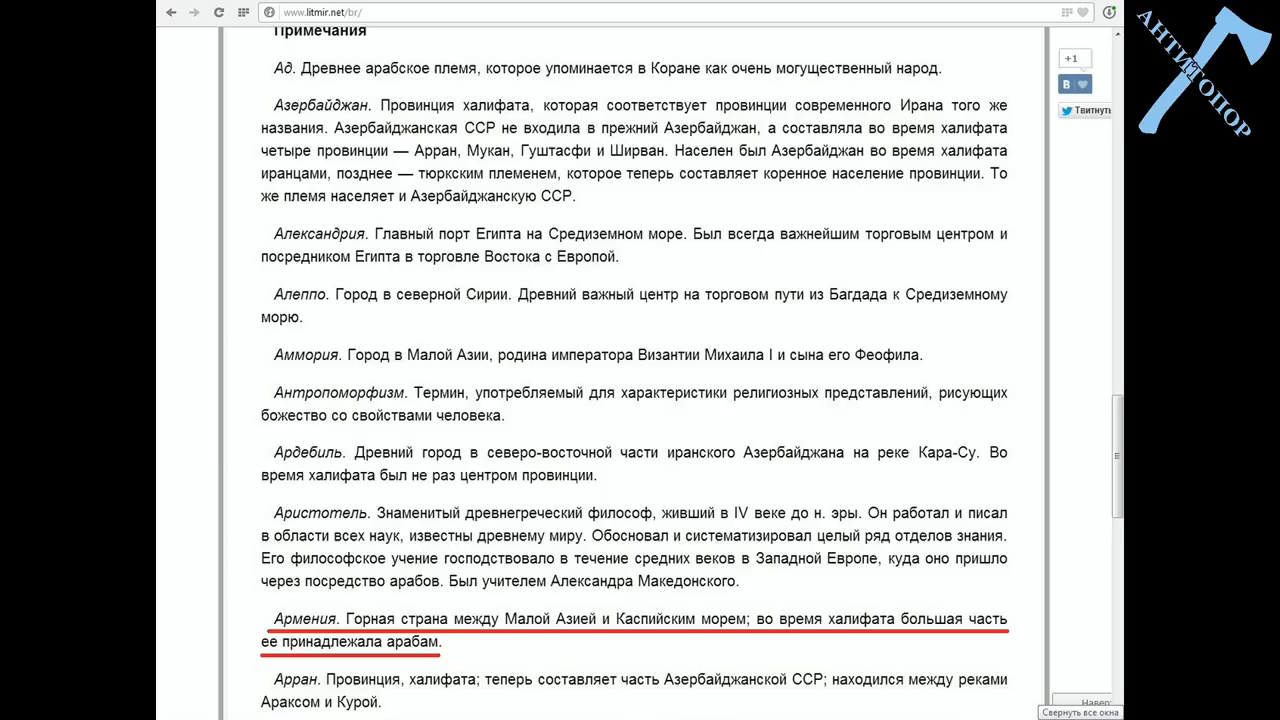 www.litmir.net/br/
АНТИТОПОР
+1
В
Твитнуть
Примечания
Ад. Древнее арабское племя, которое упоминается в Коране как очень могущественный народ.
Азербайджан. Провинция халифата, которая соответствует провинции современного Ирана того же
названия. Азербайджанская ССР не входила в прежний Азербайджан, а составляла во время халифата
четыре провинции — Арран, Мукан, Гуштасфи и Ширван. Населен был Азербайджан во время халифата
иранцами, позднее — тюркским племенем, которое теперь составляет коренное население провинции. То
же племя населяет и Азербайджанскую ССР.
Александрия. Главный порт Египта на Средиземном море. Был всегда важнейшим торговым центром и
посредником Египта в торговле Востока с Европой.
Алеппо. Город в северной Сирии. Древний важный центр на торговом пути из Багдада к Средиземному
морю.
Аммория. Город в Малой Азии, родина императора Византии Михаила I и сына его Феофила.
Антропоморфизм. Термин, употребляемый для характеристики религиозных представлений, рисующих
божество со свойствами человека.
Ардебиль. Древний город в северо-восточной части иранского Азербайджана на реке Кара-Су. Во
время халифата был не раз центром провинции.
Аристотель. Знаменитый древнегреческий философ, живший в IV веке до н. эры. Он работал и писал
в области всех наук, известны древнему миру. Обосновал и систематизировал целый ряд отделов знания.
Его философское учение господствовало в течение средних веков в Западной Европе, куда оно пришло
через посредство арабов. Был учителем Александра Македонского.
Армения. Горная страна между Малой Азией и Каспийским морем; во время халифата большая часть
ее принадлежала арабам.
Арран. Провинция, халифата; теперь составляет часть Азербайджанской ССР; находился между реками
Араксом и Курой.
Свернуть все окна